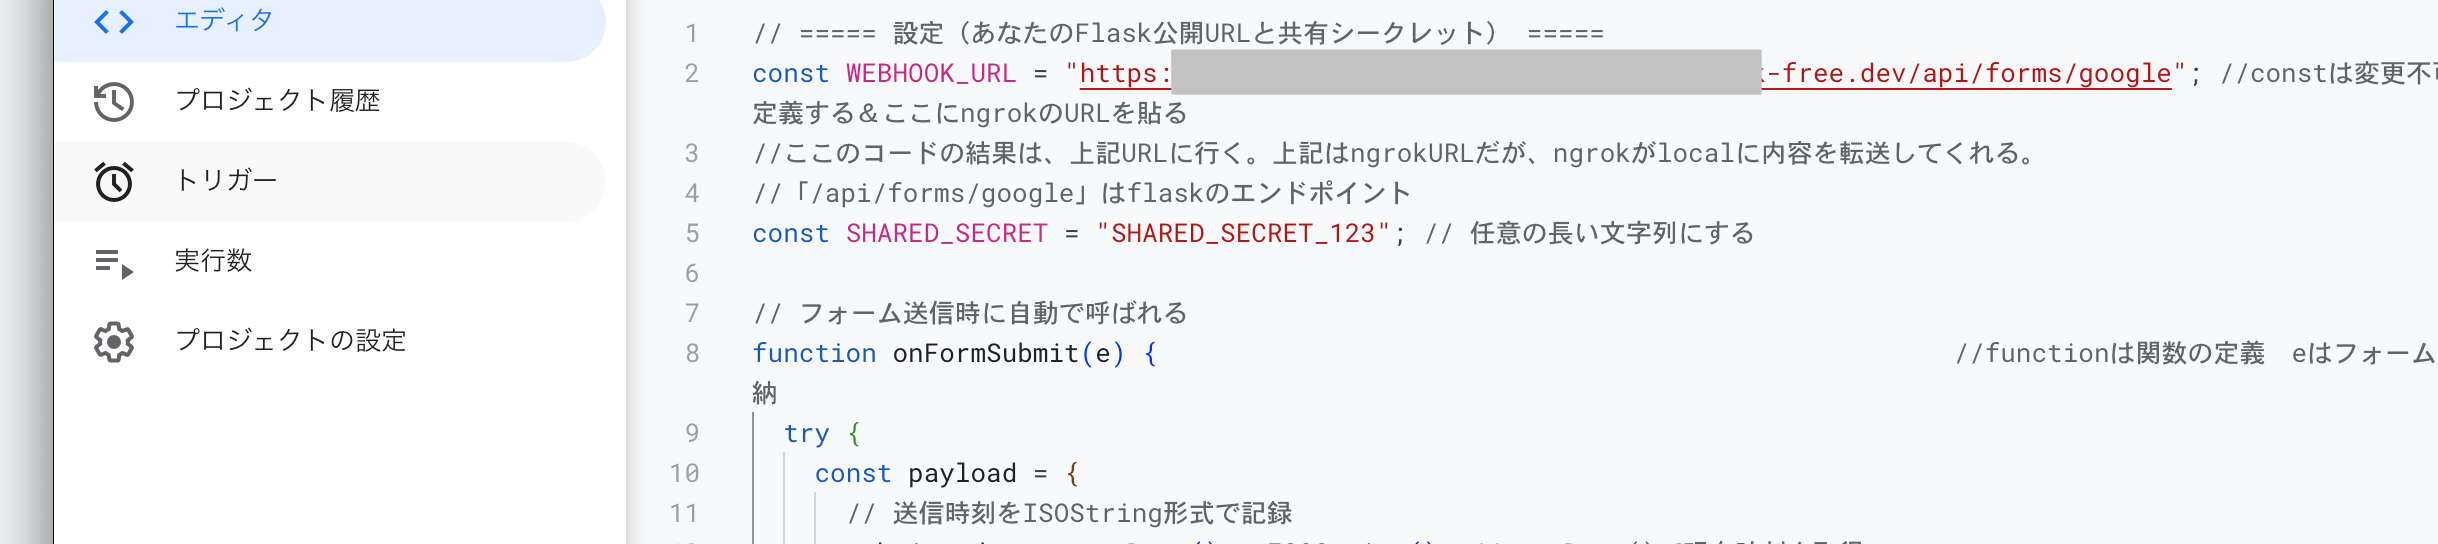 エディタ
プロジェクト履歴
トリガー
実行数
プロジェクトの設定
1 // ===== 設定（あなたのFlask公開URLと共有シークレット） =====
2 const WEBHOOK_URL = "https: -free.dev/api/forms/google"; //constは変更不
定義する＆ここにngrokのURLを貼る
3 //ここのコードの結果は、上記URLに行く。上記はngrokURLだが、ngrokがlocalに内容を転送してくれる。
4 //「/api/forms/google」はflaskのエンドポイント
5 const SHARED_SECRET = "SHARED_SECRET_123"; // 任意の長い文字列にする
6
7 // フォーム送信時に自動で呼ばれる
8 function onFormSubmit(e) { //functionは関数の定義　eはフォーム
納
9 try {
10 const payload = {
11 // 送信時刻をISOString形式で記録